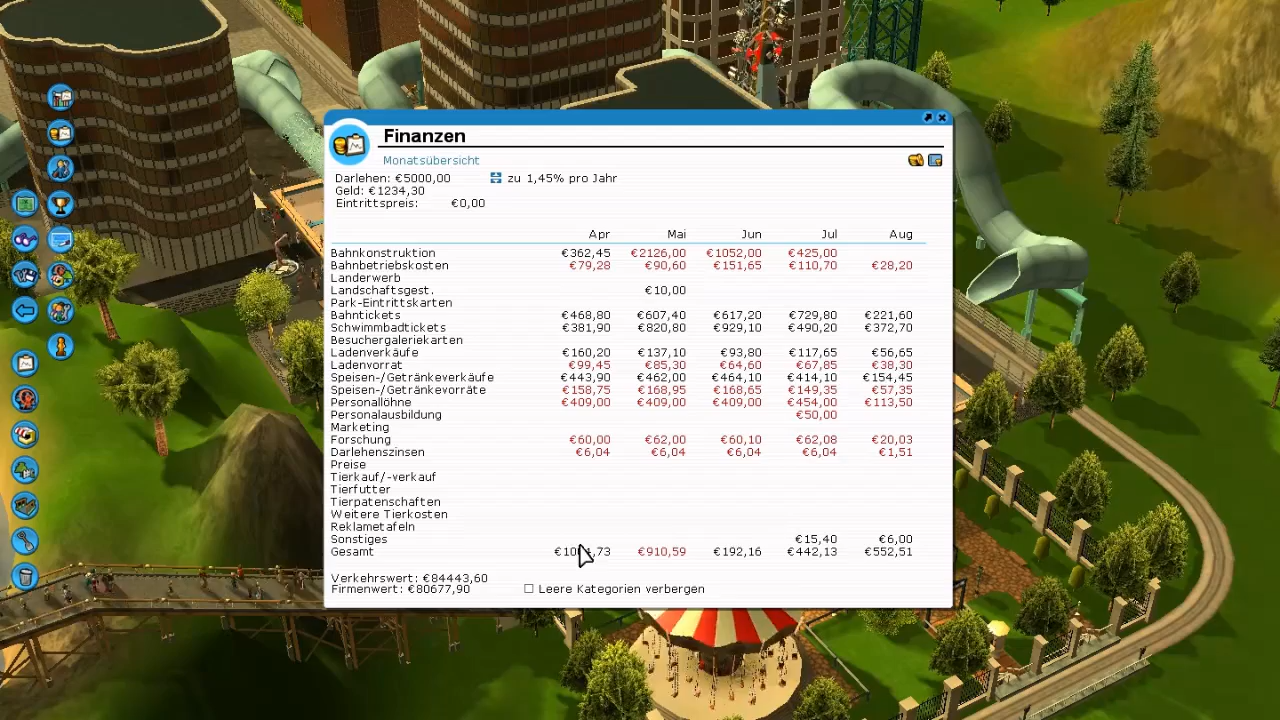 Finanzen
Monatsübersicht
Darlehen: €5000,00 zu 1,45% pro Jahr
Geld: €1234,30
Eintrittspreis: €0,00
Apr Mai Jun Jul Aug
Bahnkonstruktion €362,45 €2126,00 €1052,00 €425,00
Bahnbetriebskosten €79,28 €90,60 €151,65 €110,70 €28,20
Landerwerb
Landschaftsgest. €10,00
Park-Eintrittskarten
Bahntickets €468,80 €607,40 €617,20 €729,80 €221,60
Schwimmbadtickets €381,90 €820,80 €929,10 €490,20 €372,70
Besuchergaleriekarten
Ladenverkäufe €160,20 €137,10 €93,80 €117,65 €56,65
Ladenvorrat €99,45 €85,30 €64,60 €67,85 €38,30
Speisen-/Getränkeverkäufe €443,90 €462,00 €464,10 €414,10 €154,45
Speisen-/Getränkevorräte €158,75 €168,95 €168,65 €149,35 €57,35
Personallöhne €409,00 €409,00 €409,00 €454,00 €113,50
Personalausbildung €50,00
Marketing
Forschung €60,00 €62,00 €60,10 €62,08 €20,03
Darlehenszinsen €6,04 €6,04 €6,04 €6,04 €1,51
Preise
Tierkauf/-verkauf
Tierfutter
Tierpatenschaften
Weitere Tierkosten
Reklametafeln
Sonstiges €15,40 €6,00
Gesamt €910,59 €192,16 €442,13 €552,51
Verkehrswert: €84443,60
Firmenwert: €80677,90
Leere Kategorien verbergen